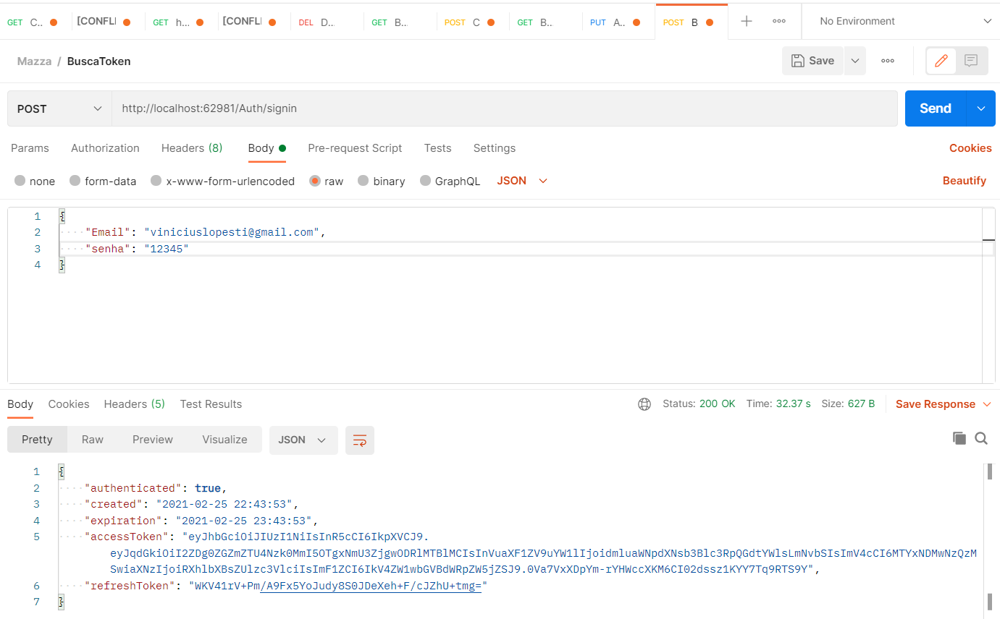 GET C.. [CONFLI GET h... [CONFLI DEL D... GET B... POST C GET B... PUT A.. POST B No Environment
Mazza / BuscaToken Save
POST http://localhost:62981/Auth/signin Send
Params Authorization Headers (8) Body Pre-request Script Tests Settings Cookies
none form-data x-www-form-urlencoded raw binary GraphQL JSON Beautify
1 {
2 "Email": "viniciuslopesti@gmail.com",
3 "senha": "12345"
4 }
Body Cookies Headers (5) Test Results Status: 200 OK Time: 32.37 s Size: 627 B Save Response
Pretty Raw Preview Visualize JSON
1 {
2 "authenticated": true,
3 "created": "2021-02-25 22:43:53",
4 "expiration": "2021-02-25 23:43:53",
5 "accessToken": "eyJhbGciOiJIUzI1NiIsInR5cCI6IkpXVCJ9.
eyJqdGkiOiI2ZDg0ZGZmZTU4Nzk0MmI5OTgxNmU3ZjgwODRlMTBlMCIsInVuaXF1ZV9uYW1lIjoidmluaWNpdXNsb3Blc3RpQGdtYWlsLmNvbSIsImV4cCI6MTYxNDMwNzQzM
SwiaXNzIjoiRXhlbXBsZUlzc3VlciIsImF1ZCI6IkV4ZW1wbGVBdWRpZW5jZSJ9.0Va7VxXDpYm-rYHWccXKM6CI02dssz1KYY7Tq9RTS9Y",
6 "refreshToken": "WKV41rV+Pm/A9Fx5YoJudy8S0JDeXeh+F/cJZhU+tmg="
7 }